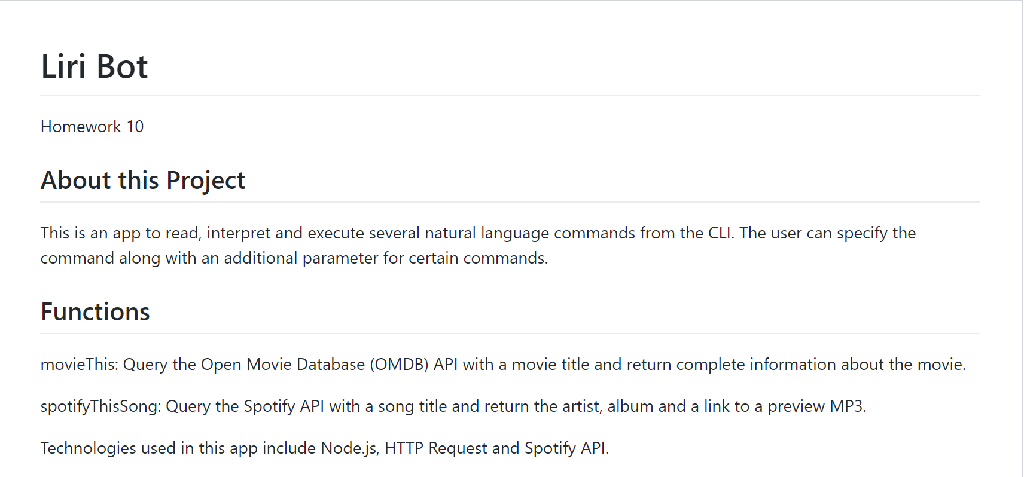 Liri Bot
Homework 10
About this Project
This is an app to read, interpret and execute several natural language commands from the CLI. The user can specify the
command along with an additional parameter for certain commands.
Functions
movieThis: Query the Open Movie Database (OMDB) API with a movie title and return complete information about the movie.
spotifyThisSong: Query the Spotify API with a song title and return the artist, album and a link to a preview MP3.
Technologies used in this app include Node.js, HTTP Request and Spotify API.